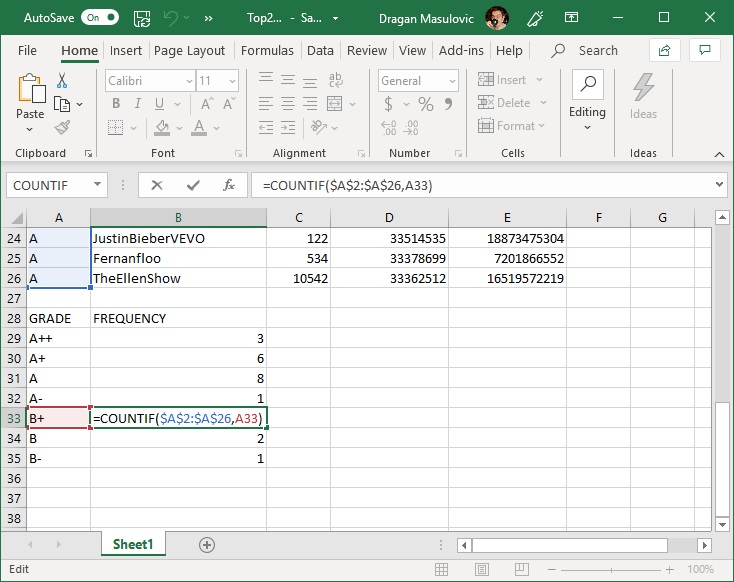 AutoSave On Top2... - Sa... Dragan Masulovic
File Home Insert Page Layout Formulas Data Review View Add-ins Help Search
Calibri 11 ab General Insert
Paste B I U A A $ % 9 Delete Editing Ideas
A Format
Clipboard Font Alignment Number Cells Ideas
COUNTIF fx =COUNTIF($A$2:$A$26,A33)
A B C D E F G
24 A JustinBieberVEVO 122 33514535 18873475304
25 A Fernanfloo 534 33378699 7201866552
26 A TheEllenShow 10542 33362512 16519572219
27
28 GRADE FREQUENCY
29 A++ 3
30 A+ 6
31 A 8
32 A- 1
33 B+ =COUNTIF($A$2:$A$26,A33)
34 B 2
35 B- 1
36
37
38
Sheet1
Edit 100%